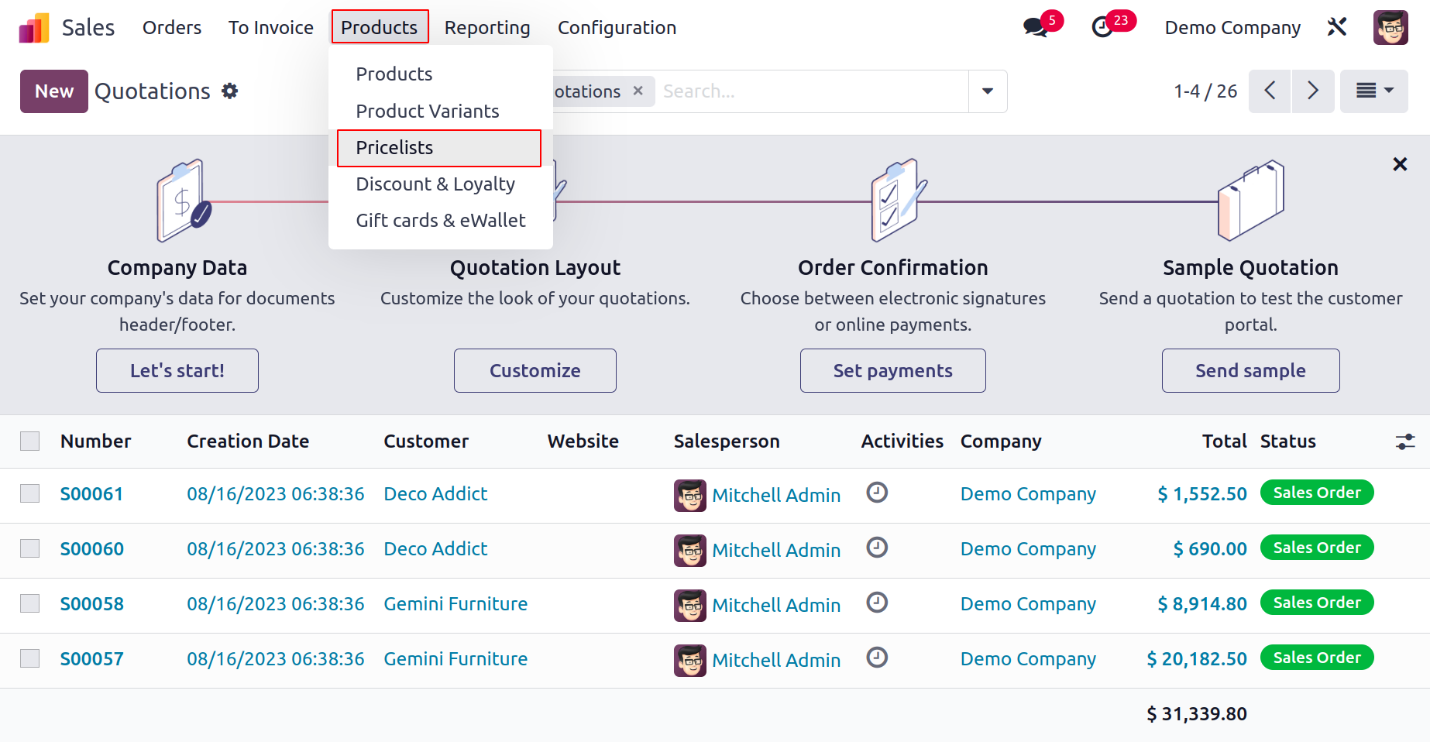 Sales Orders To Invoice Products Reporting Configuration 5 23 Demo Company
New Quotations otations × Search... 1-4 / 26
Products
Product Variants
Pricelists
Discount & Loyalty
Gift cards & eWallet
$
Company Data Quotation Layout Order Confirmation Sample Quotation
Set your company's data for documents Customize the look of your quotations. Choose between electronic signatures Send a quotation to test the customer
header/footer. or online payments. portal.
Let's start! Customize Set payments Send sample
Number Creation Date Customer Website Salesperson Activities Company Total Status
S00061 08/16/2023 06:38:36 Deco Addict Mitchell Admin Demo Company $ 1,552.50 Sales Order
S00060 08/16/2023 06:38:36 Deco Addict Mitchell Admin Demo Company $ 690.00 Sales Order
S00058 08/16/2023 06:38:36 Gemini Furniture Mitchell Admin Demo Company $ 8,914.80 Sales Order
S00057 08/16/2023 06:38:36 Gemini Furniture Mitchell Admin Demo Company $ 20,182.50 Sales Order
$ 31,339.80